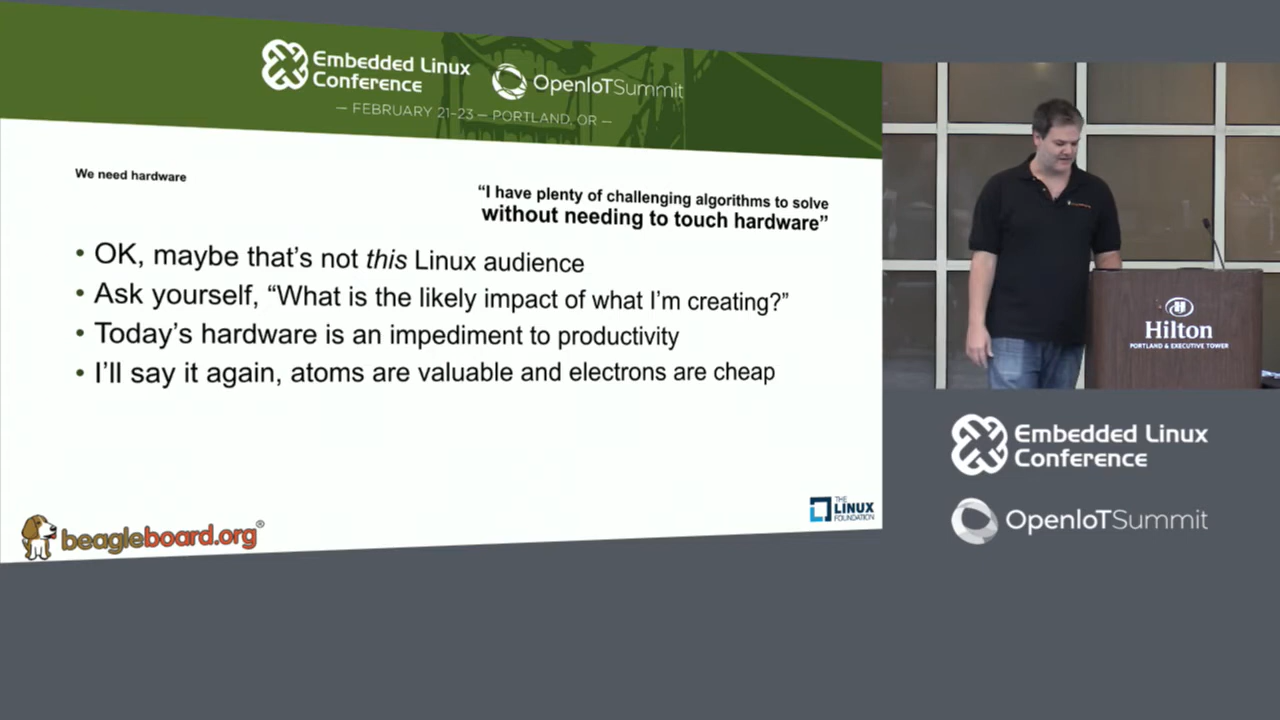 Embedded Linux
Conference
OpenIoTSummit
— FEBRUARY 21-23 — PORTLAND, OR —
We need hardware
“I have plenty of challenging algorithms to solve
without needing to touch hardware”
• OK, maybe that’s not this Linux audience
• Ask yourself, “What is the likely impact of what I’m creating?”
• Today’s hardware is an impediment to productivity
• I’ll say it again, atoms are valuable and electrons are cheap
beagleboard.org®
THE
LINUX
FOUNDATION
Hilton
PORTLAND & EXECUTIVE TOWER
Embedded Linux
Conference
OpenIoTSummit